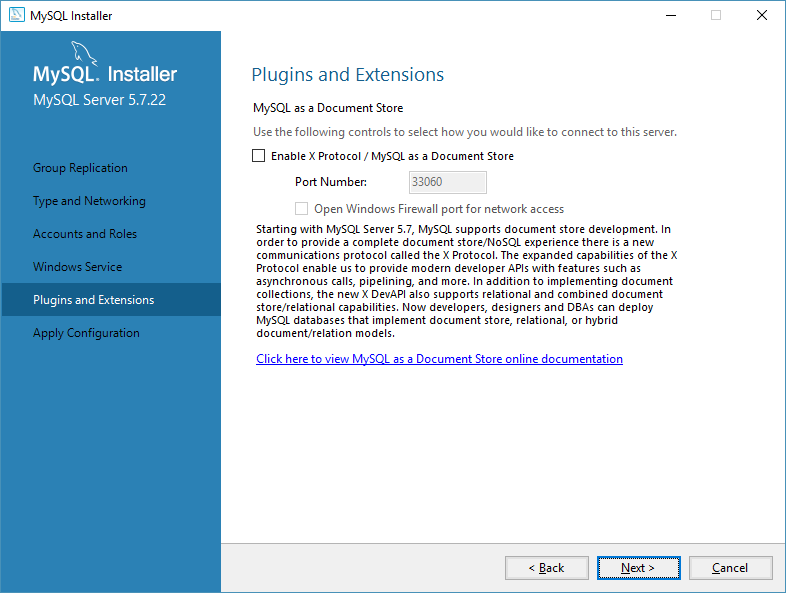 MySQL Installer
MySQL. Installer
MySQL Server 5.7.22
Group Replication
Type and Networking
Accounts and Roles
Windows Service
Plugins and Extensions
Apply Configuration
Plugins and Extensions
MySQL as a Document Store
Use the following controls to select how you would like to connect to this server.
Enable X Protocol / MySQL as a Document Store
Port Number: 33060
Open Windows Firewall port for network access
Starting with MySQL Server 5.7, MySQL supports document store development. In
order to provide a complete document store/NoSQL experience there is a new
communications protocol called the X Protocol. The expanded capabilities of the X
Protocol enable us to provide modern developer APIs with features such as
asynchronous calls, pipelining, and more. In addition to implementing document
collections, the new X DevAPI also supports relational and combined document
store/relational capabilities. Now developers, designers and DBAs can deploy
MySQL databases that implement document store, relational, or hybrid
document/relation models.
Click here to view MySQL as a Document Store online documentation
< Back
Next >
Cancel